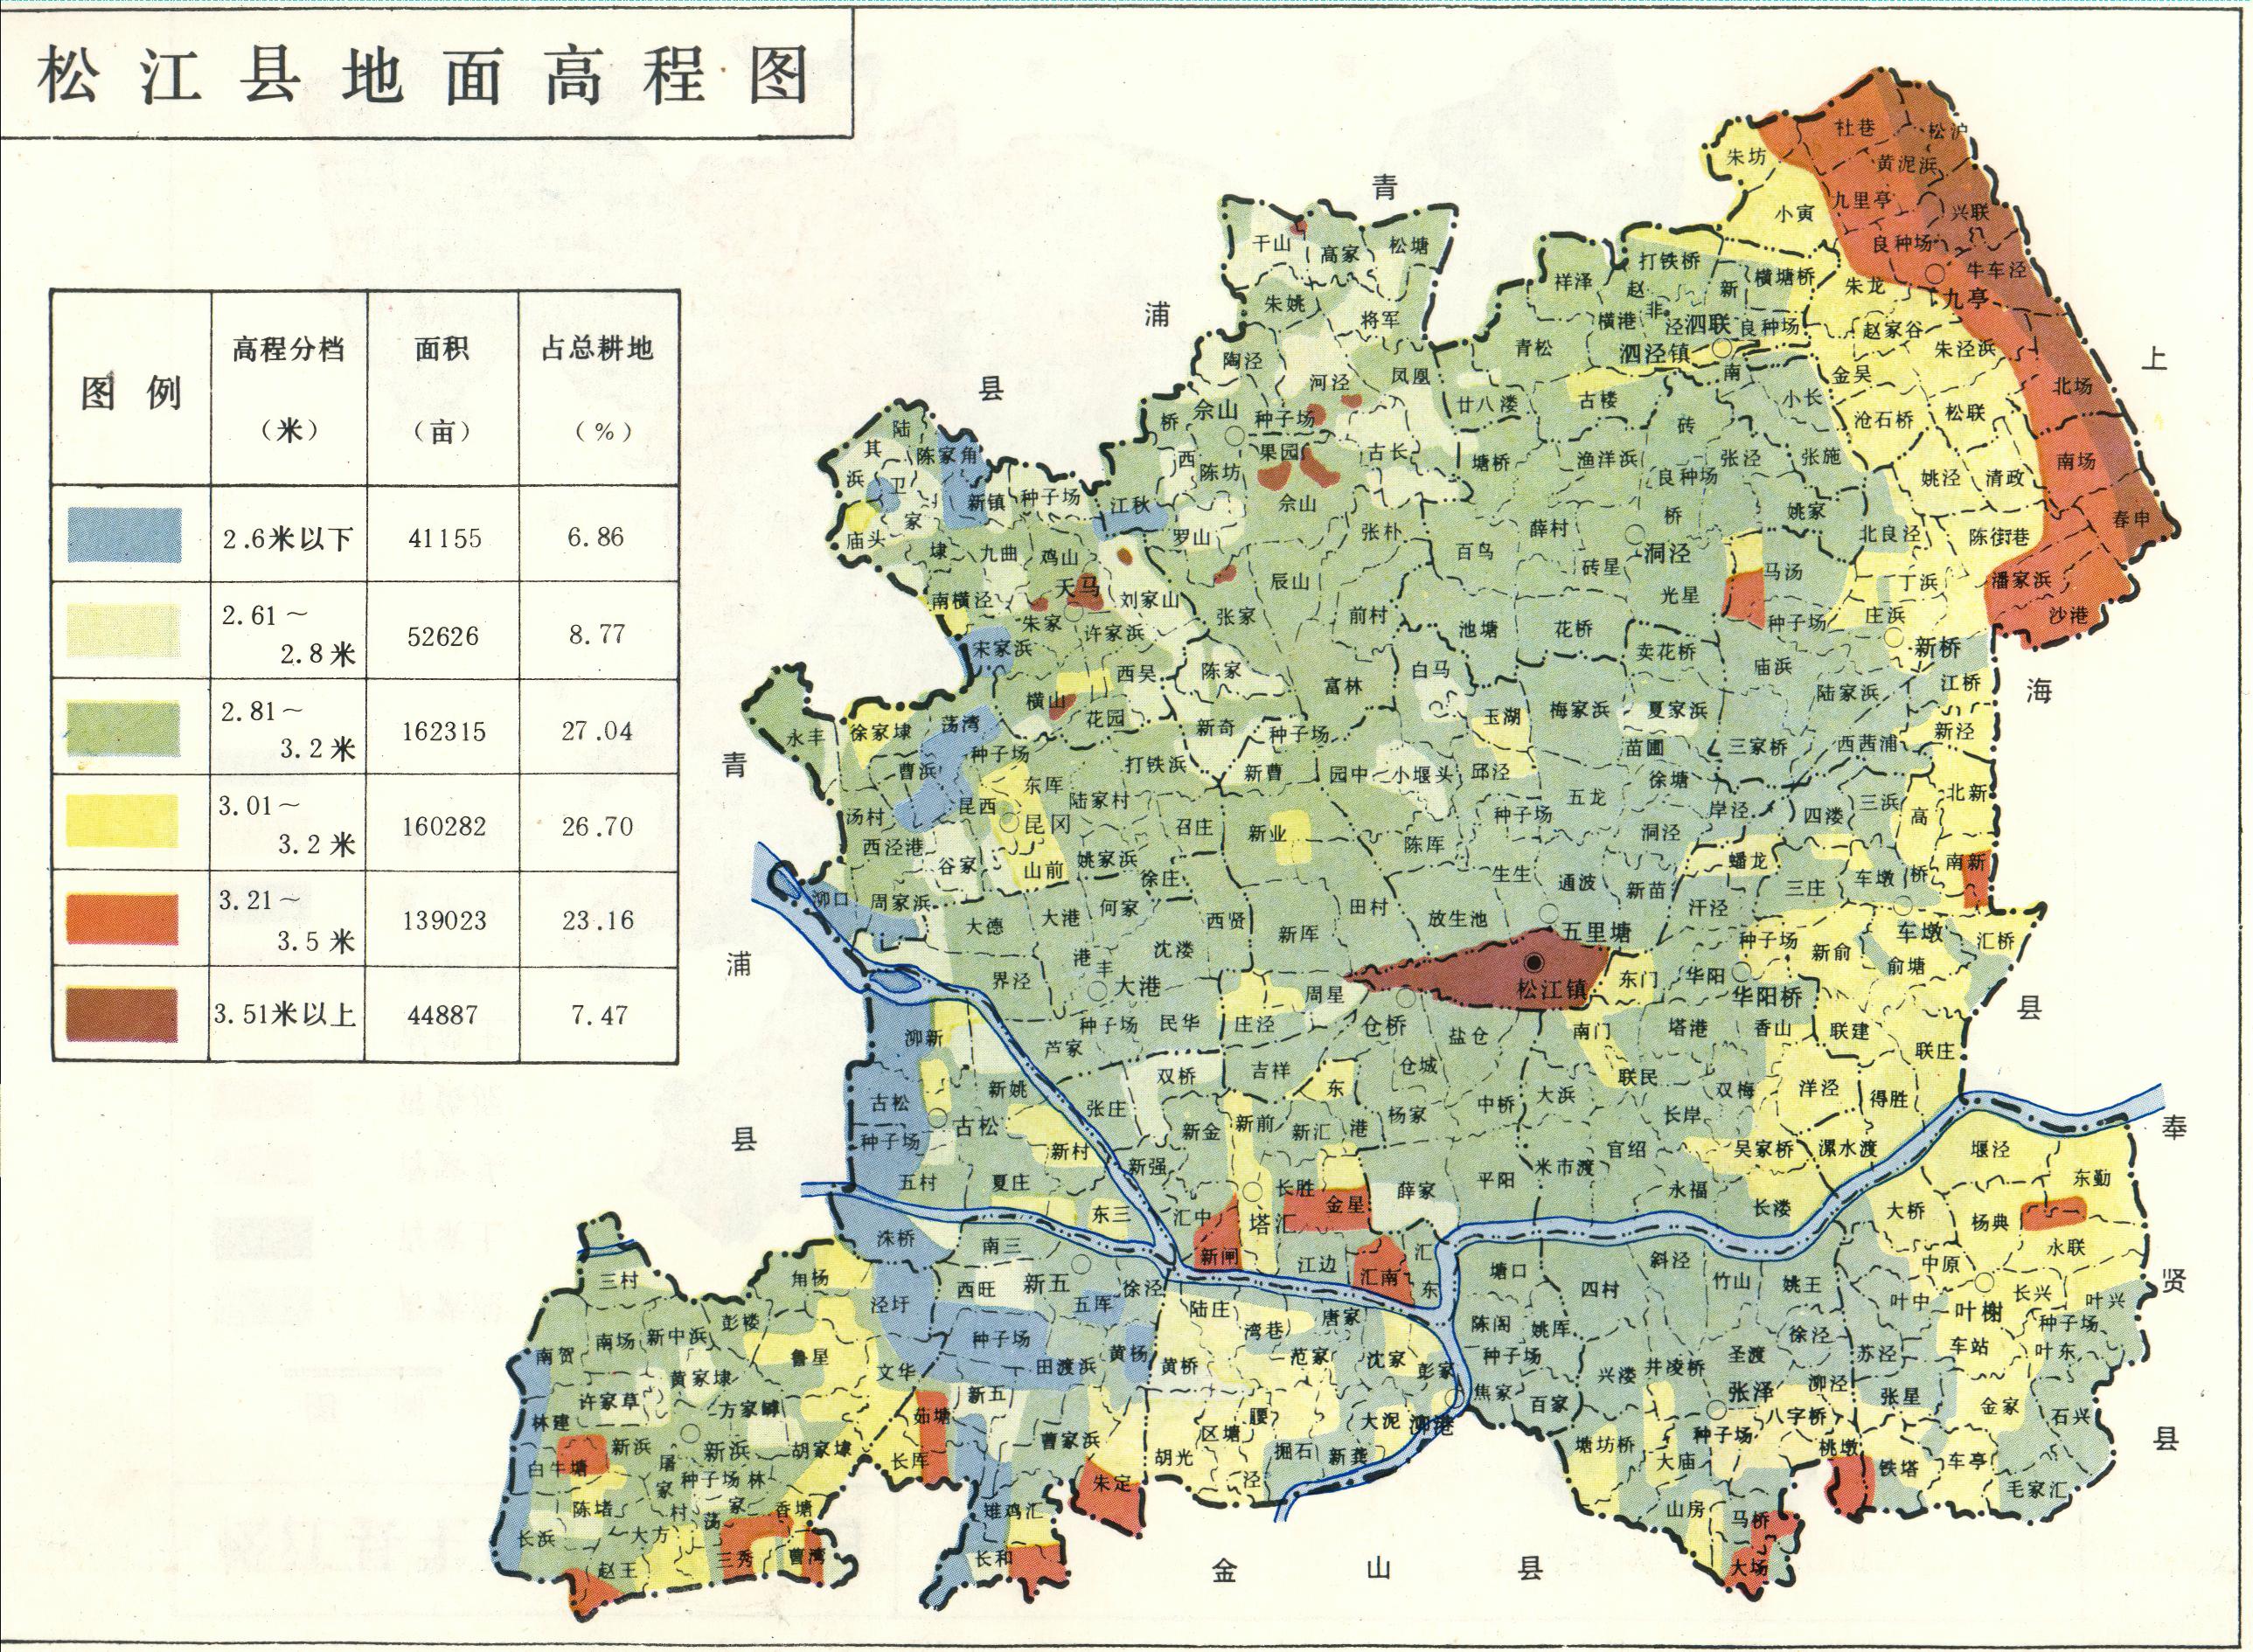 松江县地面高程图
图例 高程分档（米） 面积（亩） 占总耕地（%）
2.6米以下 41155 6.86
2.61～2.8米 52626 8.77
2.81～3.2米 162315 27.04
3.01～3.2米 160282 26.70
3.21～3.5米 139023 23.16
3.51米以上 44887 7.47
青
浦
县
上
海
县
青
浦
县
奉
贤
县
金山县
杜巷 松沪
朱坊 黄泥浜
小寅 九里亭 兴联
良种场 牛车泾
朱龙 九亭
赵家谷 朱泾浜
金吴 北场
沧石桥 松联
姚泾 清政 南场
北良泾 陈街巷 春申
丁浜 潘家浜
庄浜 沙港
新桥
干山 高家 松塘
朱姚 将军
陶泾 河泾 凤凰
佘山 种子场
桥 西 陈坊 果园 古长
江秋 佘山
罗山 张朴
辰山
张家 前村
祥泽 打铁桥 横塘桥
赵 非 泾 新
横港 泗联 良种场
青松 泗泾镇 南
廿八溇 古楼 小长
砖 桥
塘桥 渔洋浜 良种场 张泾 张施
薛村 姚家
百鸟 砖星 洞泾 马汤
光星 种子场
池塘 花桥 卖花桥 庙浜
陆家浜 江桥
新泾
白马 玉湖 梅家浜 夏家浜
苗圃 三家桥 西茜浦
邱泾 徐塘
种子场 五龙 岸泾 四溇 三浜 高桥 北新
洞泾 蟠龙 南新
陈厍 生生 通波 新苗 三庄 车墩
放生池 汗泾 车墩
五里塘 种子场 新俞 俞塘 汇桥
松江镇 东门 华阳 华阳桥
南门 塔港 香山 联建 联庄
联民 双梅 洋泾 得胜
大浜 长岸
官绍 吴家桥 漯水渡
米市渡 永福 长溇
陆 其 陈家角
浜 卫 家 埭
新镇 种子场
庙头 九曲 鸡山
天马 刘家山
南横泾 朱家 许家浜
宋家浜 西吴 陈家 富林
横山 花园 新奇 种子场
永丰 徐家埭 荡湾 种子场
曹浜 打铁浜 新曹 园中 小堰头
东厍 陆家村
汤村 昆西 昆冈 召庄 新业
西泾港 谷家 山前 姚家浜 徐庄
泖口 周家浜 大港 何家 西贤 田村
大德 新厍
港丰 沈溇
界泾 大港 周星
种子场 民华 庄泾 仓桥 盐仓
泖新 芦家
双桥 吉祥 仓城
古松 新姚 张庄 东港 杨家 中桥
种子场 古松 新金 新前 新汇
新村 新强
五村 夏庄 长胜 金星 薛家 平阳
东三 汇中 塔汇
洙桥 南三 新闸 江边 汇南 汇东
三村 甪杨 西旺 新五 徐泾
泾圩 五厍 陆庄 唐家
南场 新中浜 彭楼 种子场 湾巷
南贺 鲁星 田渡浜 黄杨 黄桥 范家 沈家 彭家
黄家埭 文华
许家草 方家 新五
林建 茹塘 区塘 大泥 泖港
新浜 新浜 胡家埭 曹家浜
白牛塘 长厍 胡光 掘石 新龚
种子场 朱定
陈堵 香塘 雉鸡汇
长浜 大方
赵王 三秀 曹湾 长和
塘口 四村 斜泾 竹山 姚王
陈阁 姚厍 徐泾
种子场 兴溇 井凌桥 圣渡
焦家 百家 张泽 泖泾
八字桥
塘坊桥 种子场
大庙 桃墩
山房 马桥
大场
堰泾 东勤
大桥 杨典
中原 永联
叶中 长兴 叶兴
叶榭 种子场
苏泾 车站 叶东
张星 金家 石兴
铁塔 车亭
毛家汇